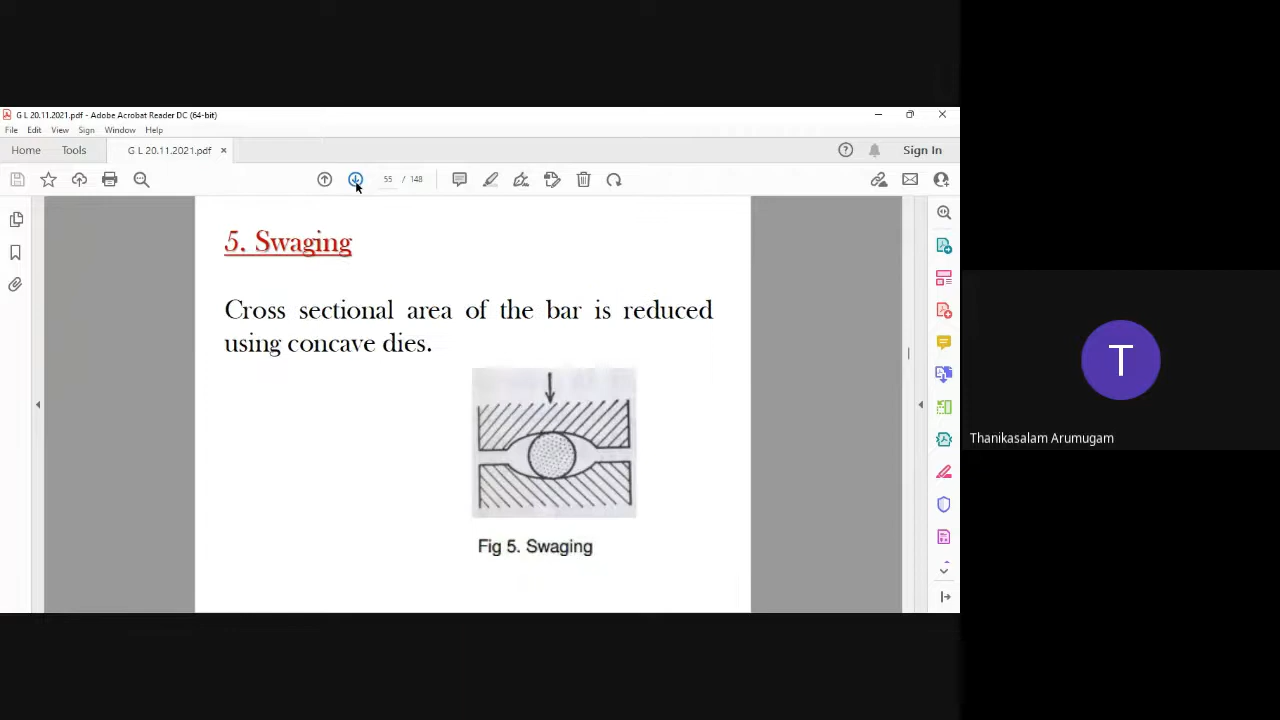 G L 20.11.2021.pdf - Adobe Acrobat Reader DC (64-bit)
File Edit View Sign Window Help
Home Tools G L 20.11.2021.pdf × Sign In
55 / 148
5. Swaging
Cross sectional area of the bar is reduced
using concave dies.
Fig 5. Swaging
T
Thanikasalam Arumugam